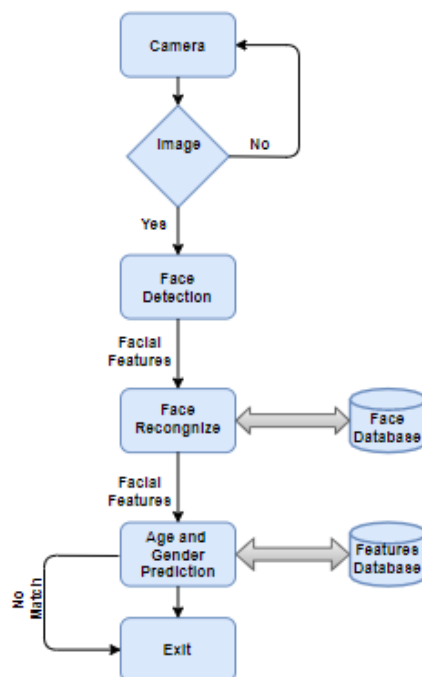 Camera
Image
No
Yes
Face
Detection
Facial
Features
Face
Recongnize
Face
Database
Facial
Features
Age and
Gender
Prediction
Features
Database
No
Match
Exit